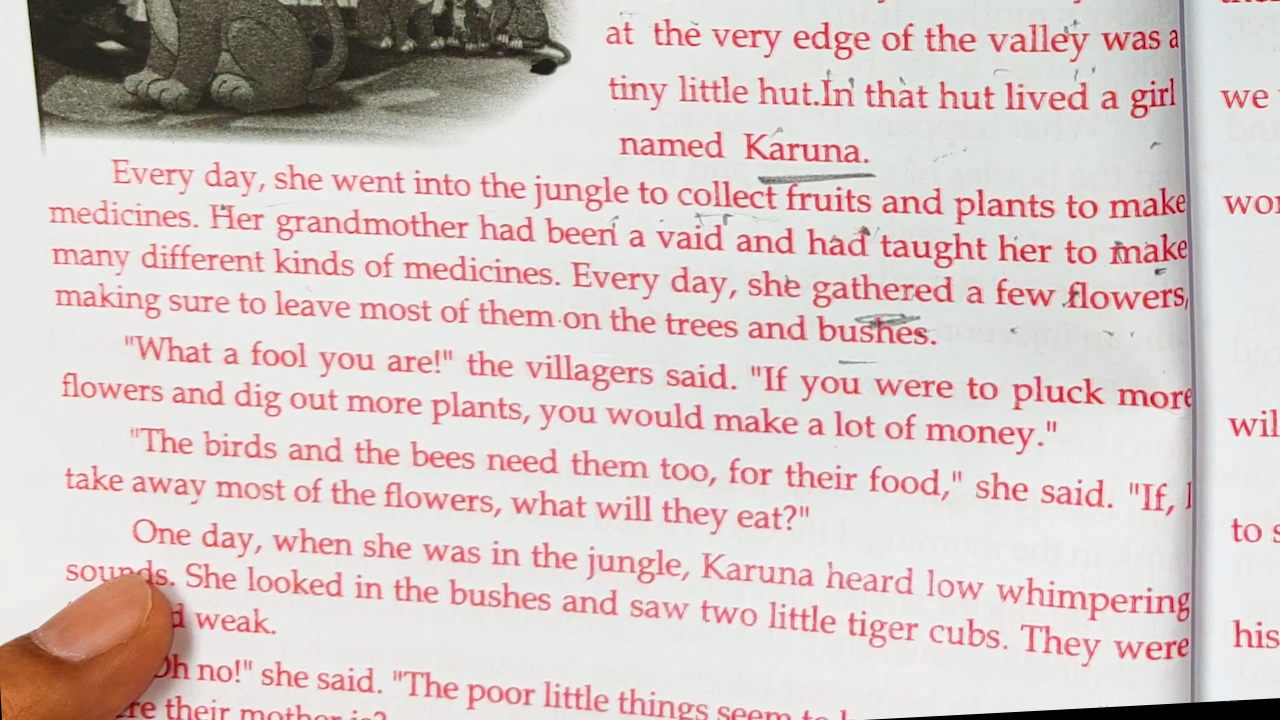 at the very edge of the valley was a
tiny little hut.In that hut lived a girl
named Karuna.
Every day, she went into the jungle to collect fruits and plants to make
medicines. Her grandmother had been a vaid and had taught her to make
many different kinds of medicines. Every day, she gathered a few flowers,
making sure to leave most of them on the trees and bushes.
"What a fool you are!" the villagers said. "If you were to pluck more
flowers and dig out more plants, you would make a lot of money."
"The birds and the bees need them too, for their food," she said. "If, I
take away most of the flowers, what will they eat?"
One day, when she was in the jungle, Karuna heard low whimpering
sounds. She looked in the bushes and saw two little tiger cubs. They were
weak.
Oh no!" she said. "The poor little things seem to
their mother is?
we
to
his